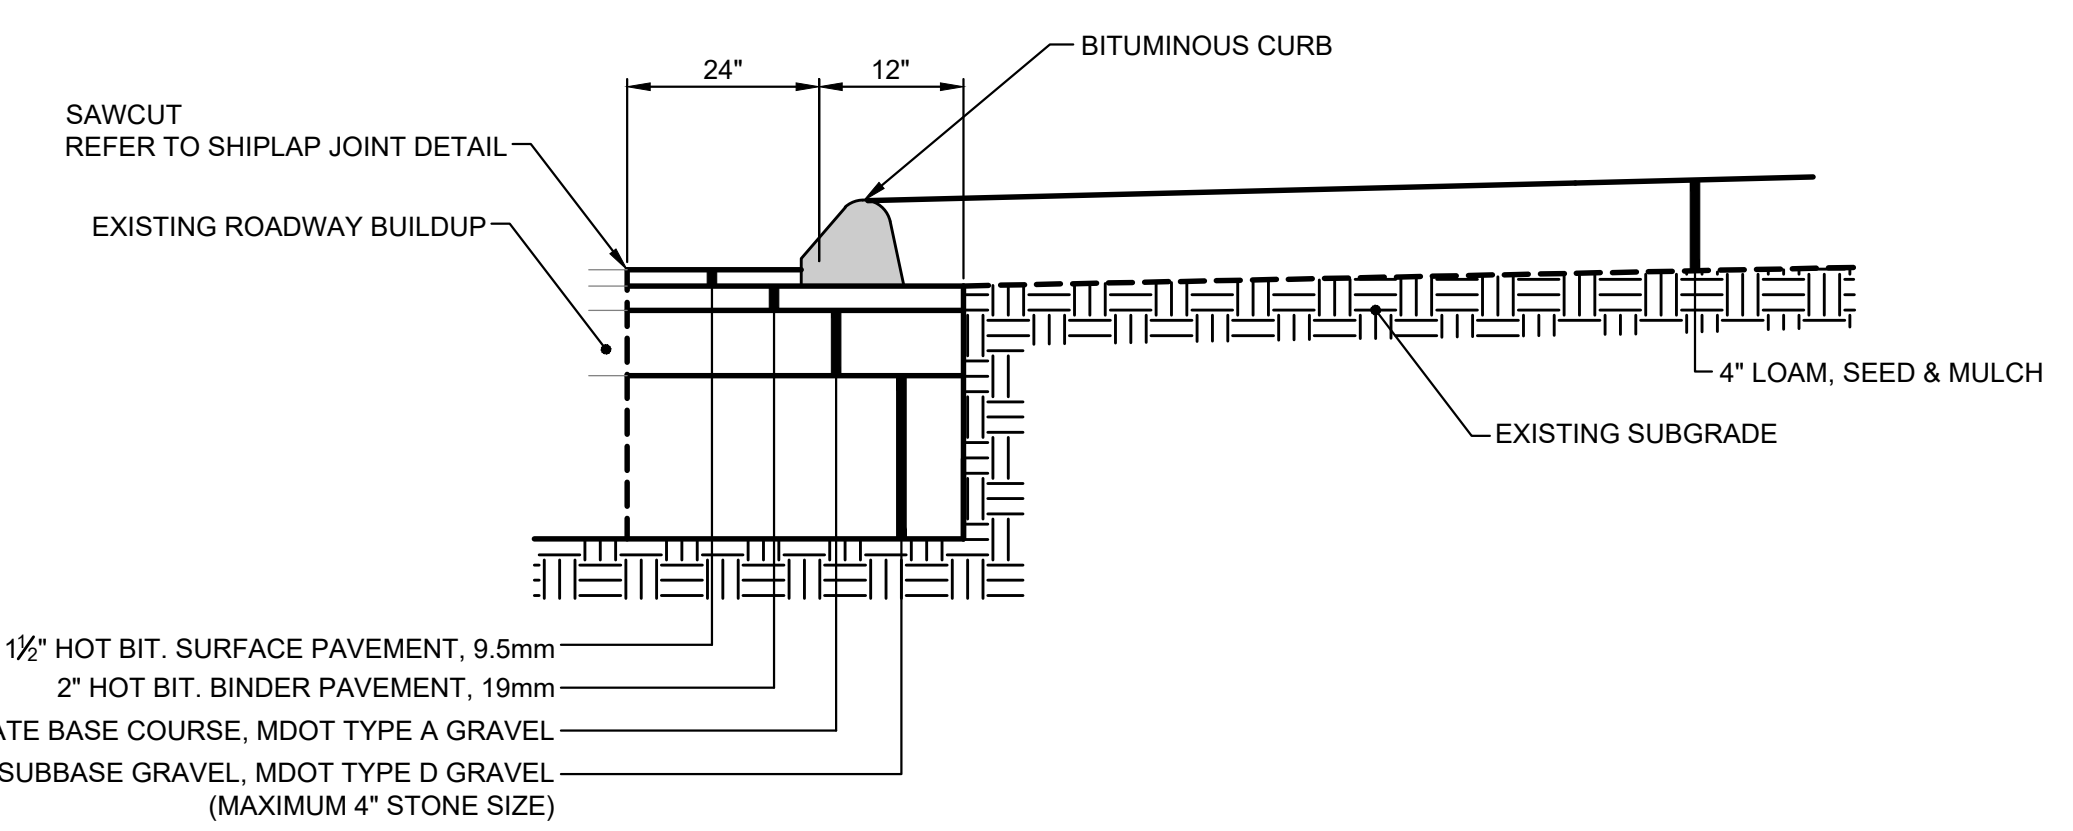 BITUMINOUS CURB
24"
12"
SAWCUT
REFER TO SHIPLAP JOINT DETAIL
EXISTING ROADWAY BUILDUP
4" LOAM, SEED & MULCH
EXISTING SUBGRADE
1½" HOT BIT. SURFACE PAVEMENT, 9.5mm
2" HOT BIT. BINDER PAVEMENT, 19mm
BASE COURSE, MDOT TYPE A GRAVEL
SUBBASE GRAVEL, MDOT TYPE D GRAVEL
(MAXIMUM 4" STONE SIZE)